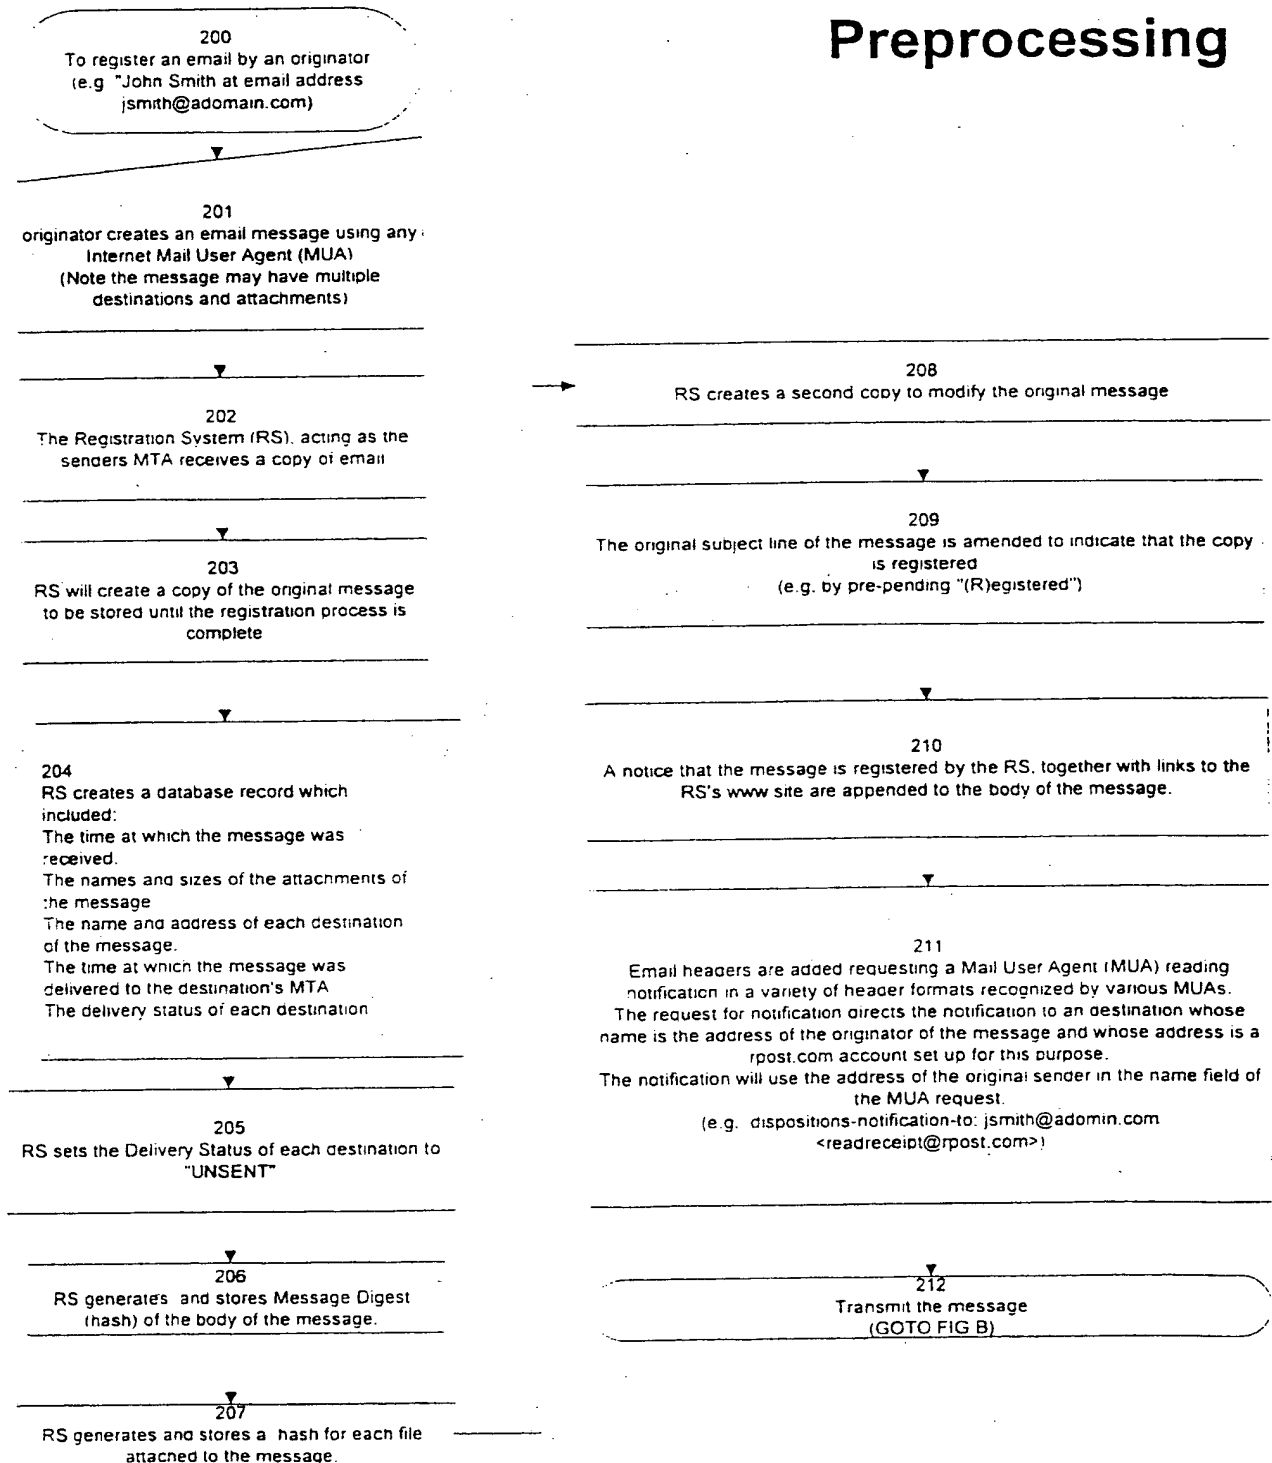 Preprocessing
200
To register an email by an originator
(e.g "John Smith at email address
jsmith@adomain.com)
201
originator creates an email message using any
Internet Mail User Agent (MUA)
(Note the message may have multiple
destinations and attachments)
202
The Registration System (RS), acting as the
senders MTA receives a copy of email
203
RS will create a copy of the original message
to be stored until the registration process is
complete
204
RS creates a database record which
included:
The time at which the message was
received.
The names and sizes of the attachments of
the message
The name and address of each destination
of the message.
The time at which the message was
delivered to the destination's MTA
The delivery status of each destination
205
RS sets the Delivery Status of each destination to
"UNSENT"
206
RS generates and stores Message Digest
(hash) of the body of the message.
207
RS generates and stores a hash for each file
attached to the message.
208
RS creates a second copy to modify the original message
209
The original subject line of the message is amended to indicate that the copy
is registered
(e.g. by pre-pending "(R)egistered")
210
A notice that the message is registered by the RS, together with links to the
RS's www site are appended to the body of the message.
211
Email headers are added requesting a Mail User Agent (MUA) reading
notification in a variety of header formats recognized by various MUAs.
The request for notification directs the notification to an destination whose
name is the address of the originator of the message and whose address is a
rpost.com account set up for this purpose.
The notification will use the address of the original sender in the name field of
the MUA request.
(e.g. dispositions-notification-to: jsmith@adomin.com
<readreceipt@rpost.com>)
212
Transmit the message
(GOTO FIG B)